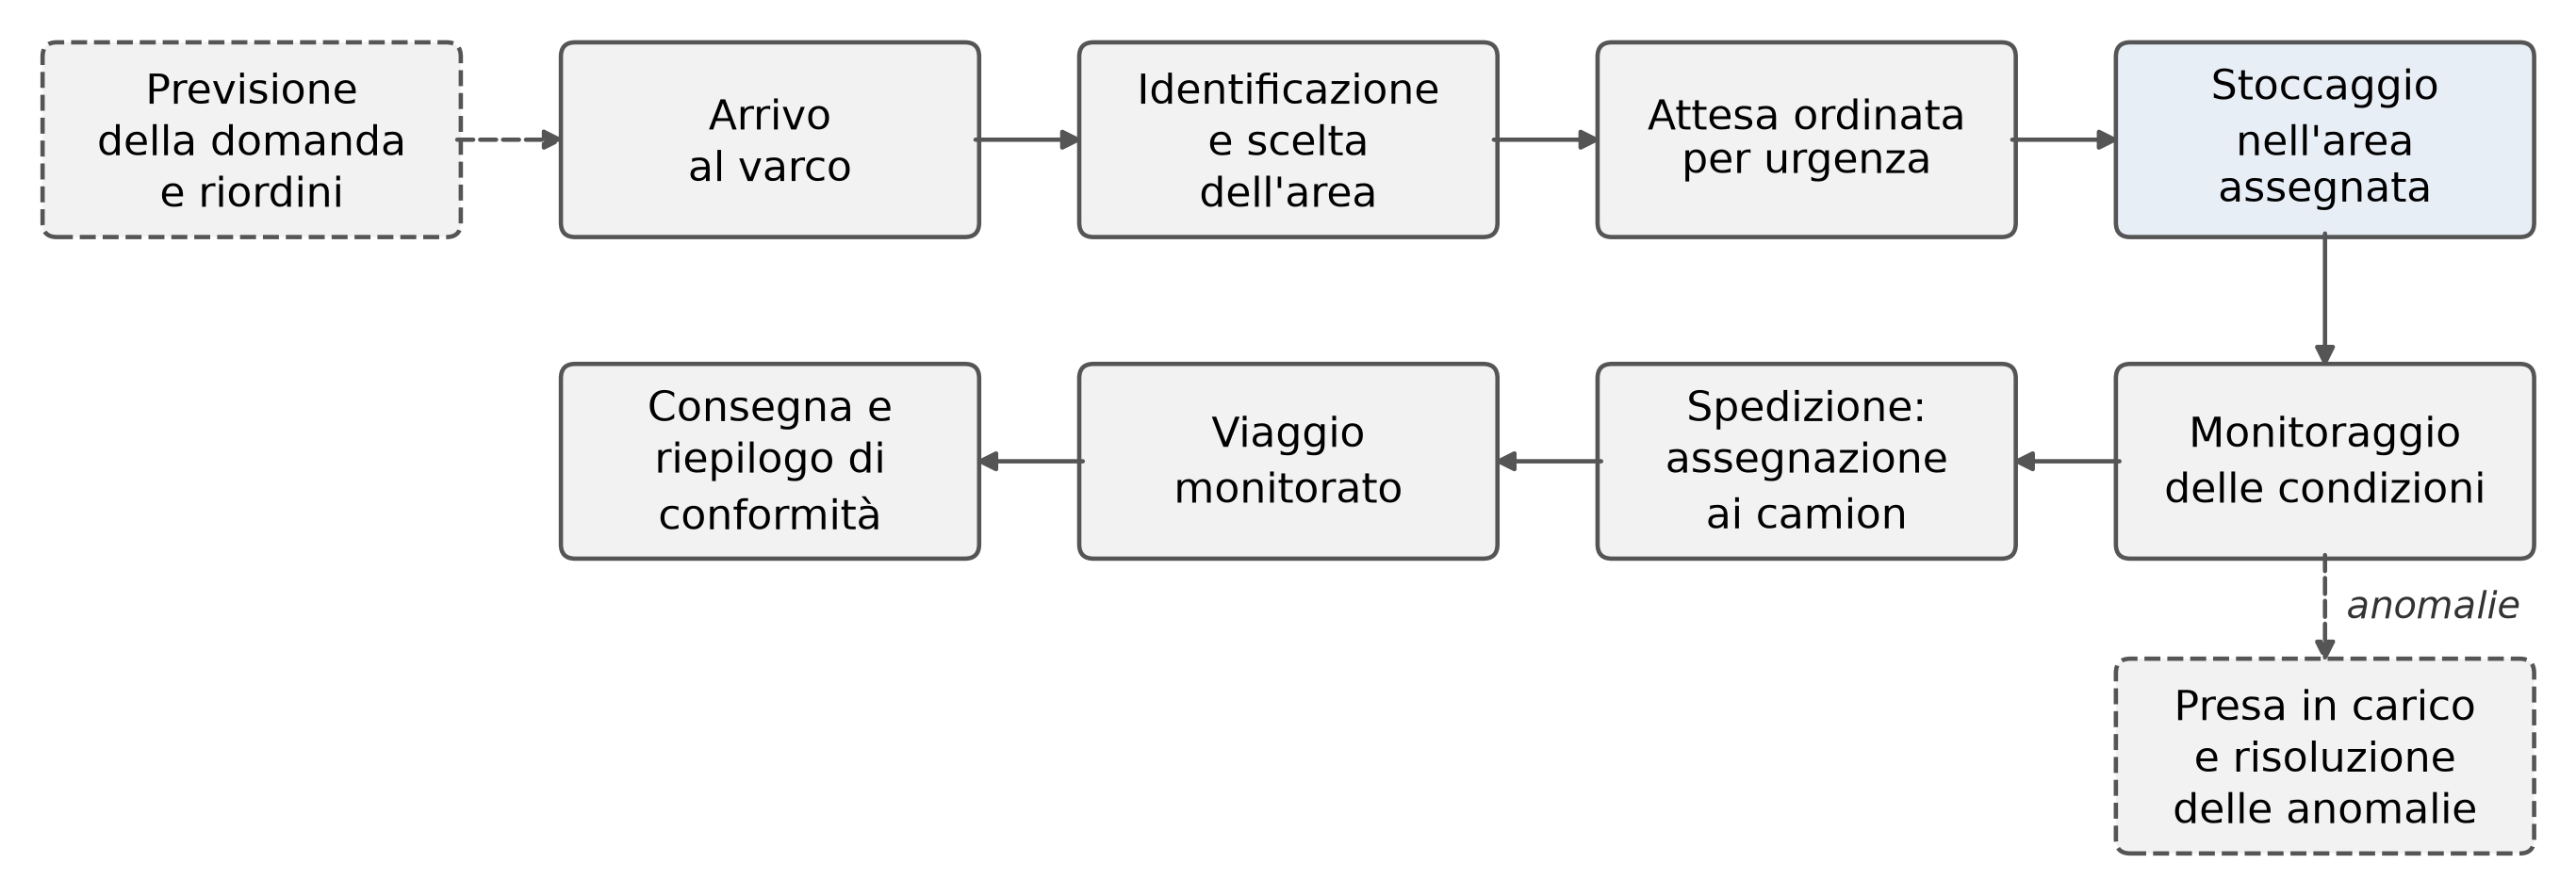 Previsione
della domanda
e riordini
Arrivo
al varco
Identificazione
e scelta
dell'area
Attesa ordinata
per urgenza
Stoccaggio
nell'area
assegnata
Consegna e
riepilogo di
conformità
Viaggio
monitorato
Spedizione:
assegnazione
ai camion
Monitoraggio
delle condizioni
anomalie
Presa in carico
e risoluzione
delle anomalie